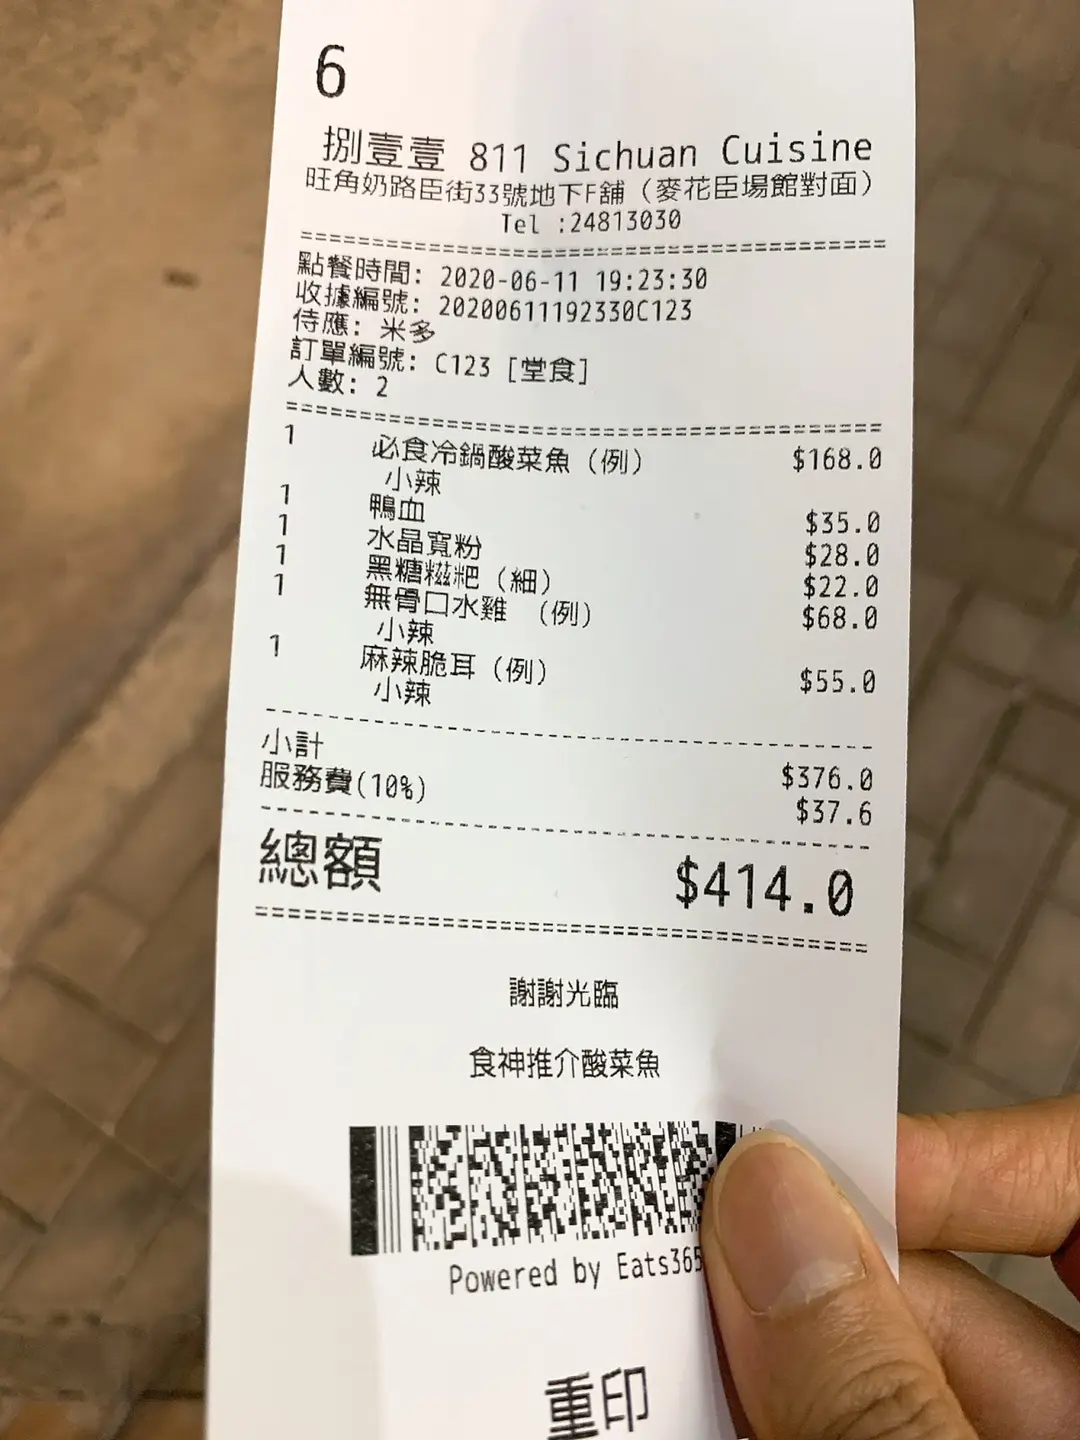 6
捌壹壹 811 Sichuan Cuisine
旺角奶路臣街33號地下F舖（麥花臣場館對面）
Tel :24813030
點餐時間: 2020-06-11 19:23:30
收據編號: 20200611192330C123
侍應: 米多
訂單編號: C123 [堂食]
人數: 2
1 必食冷鍋酸菜魚（例） $168.0
小辣
1 鴨血 $35.0
1 水晶寬粉 $28.0
1 黑糖糍粑（細） $22.0
1 無骨口水雞 （例） $68.0
小辣
1 麻辣脆耳（例） $55.0
小辣
小計 $376.0
服務費(10%) $37.6
總額 $414.0
謝謝光臨
食神推介酸菜魚
Powered by Eats365
重印